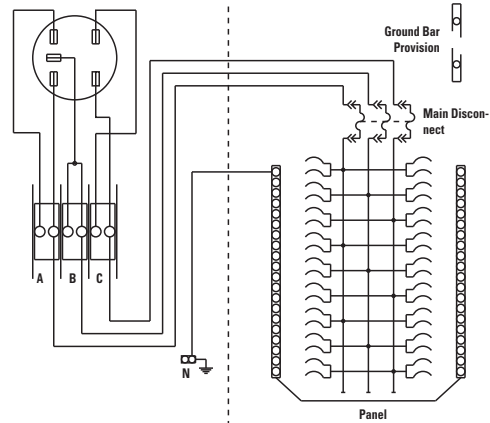 Ground Bar
Provision
Main Discon-
nect
A
B
C
N
Panel